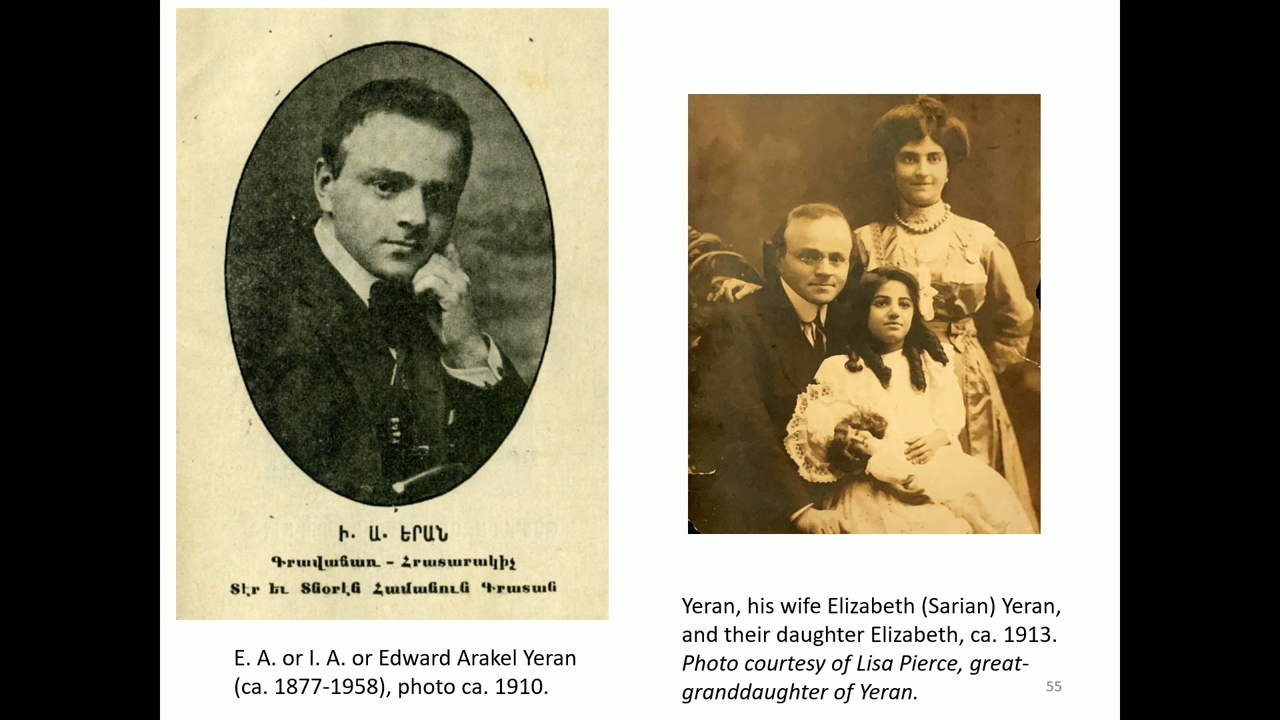 Ի. Ա. ԵՐԱՆ
Գրավաճառ – Հրատարակիչ
Տէր եւ Տնօրէն Համանուն Գրատան
E. A. or I. A. or Edward Arakel Yeran
(ca. 1877-1958), photo ca. 1910.
Yeran, his wife Elizabeth (Sarian) Yeran,
and their daughter Elizabeth, ca. 1913.
Photo courtesy of Lisa Pierce, great-
granddaughter of Yeran.
55